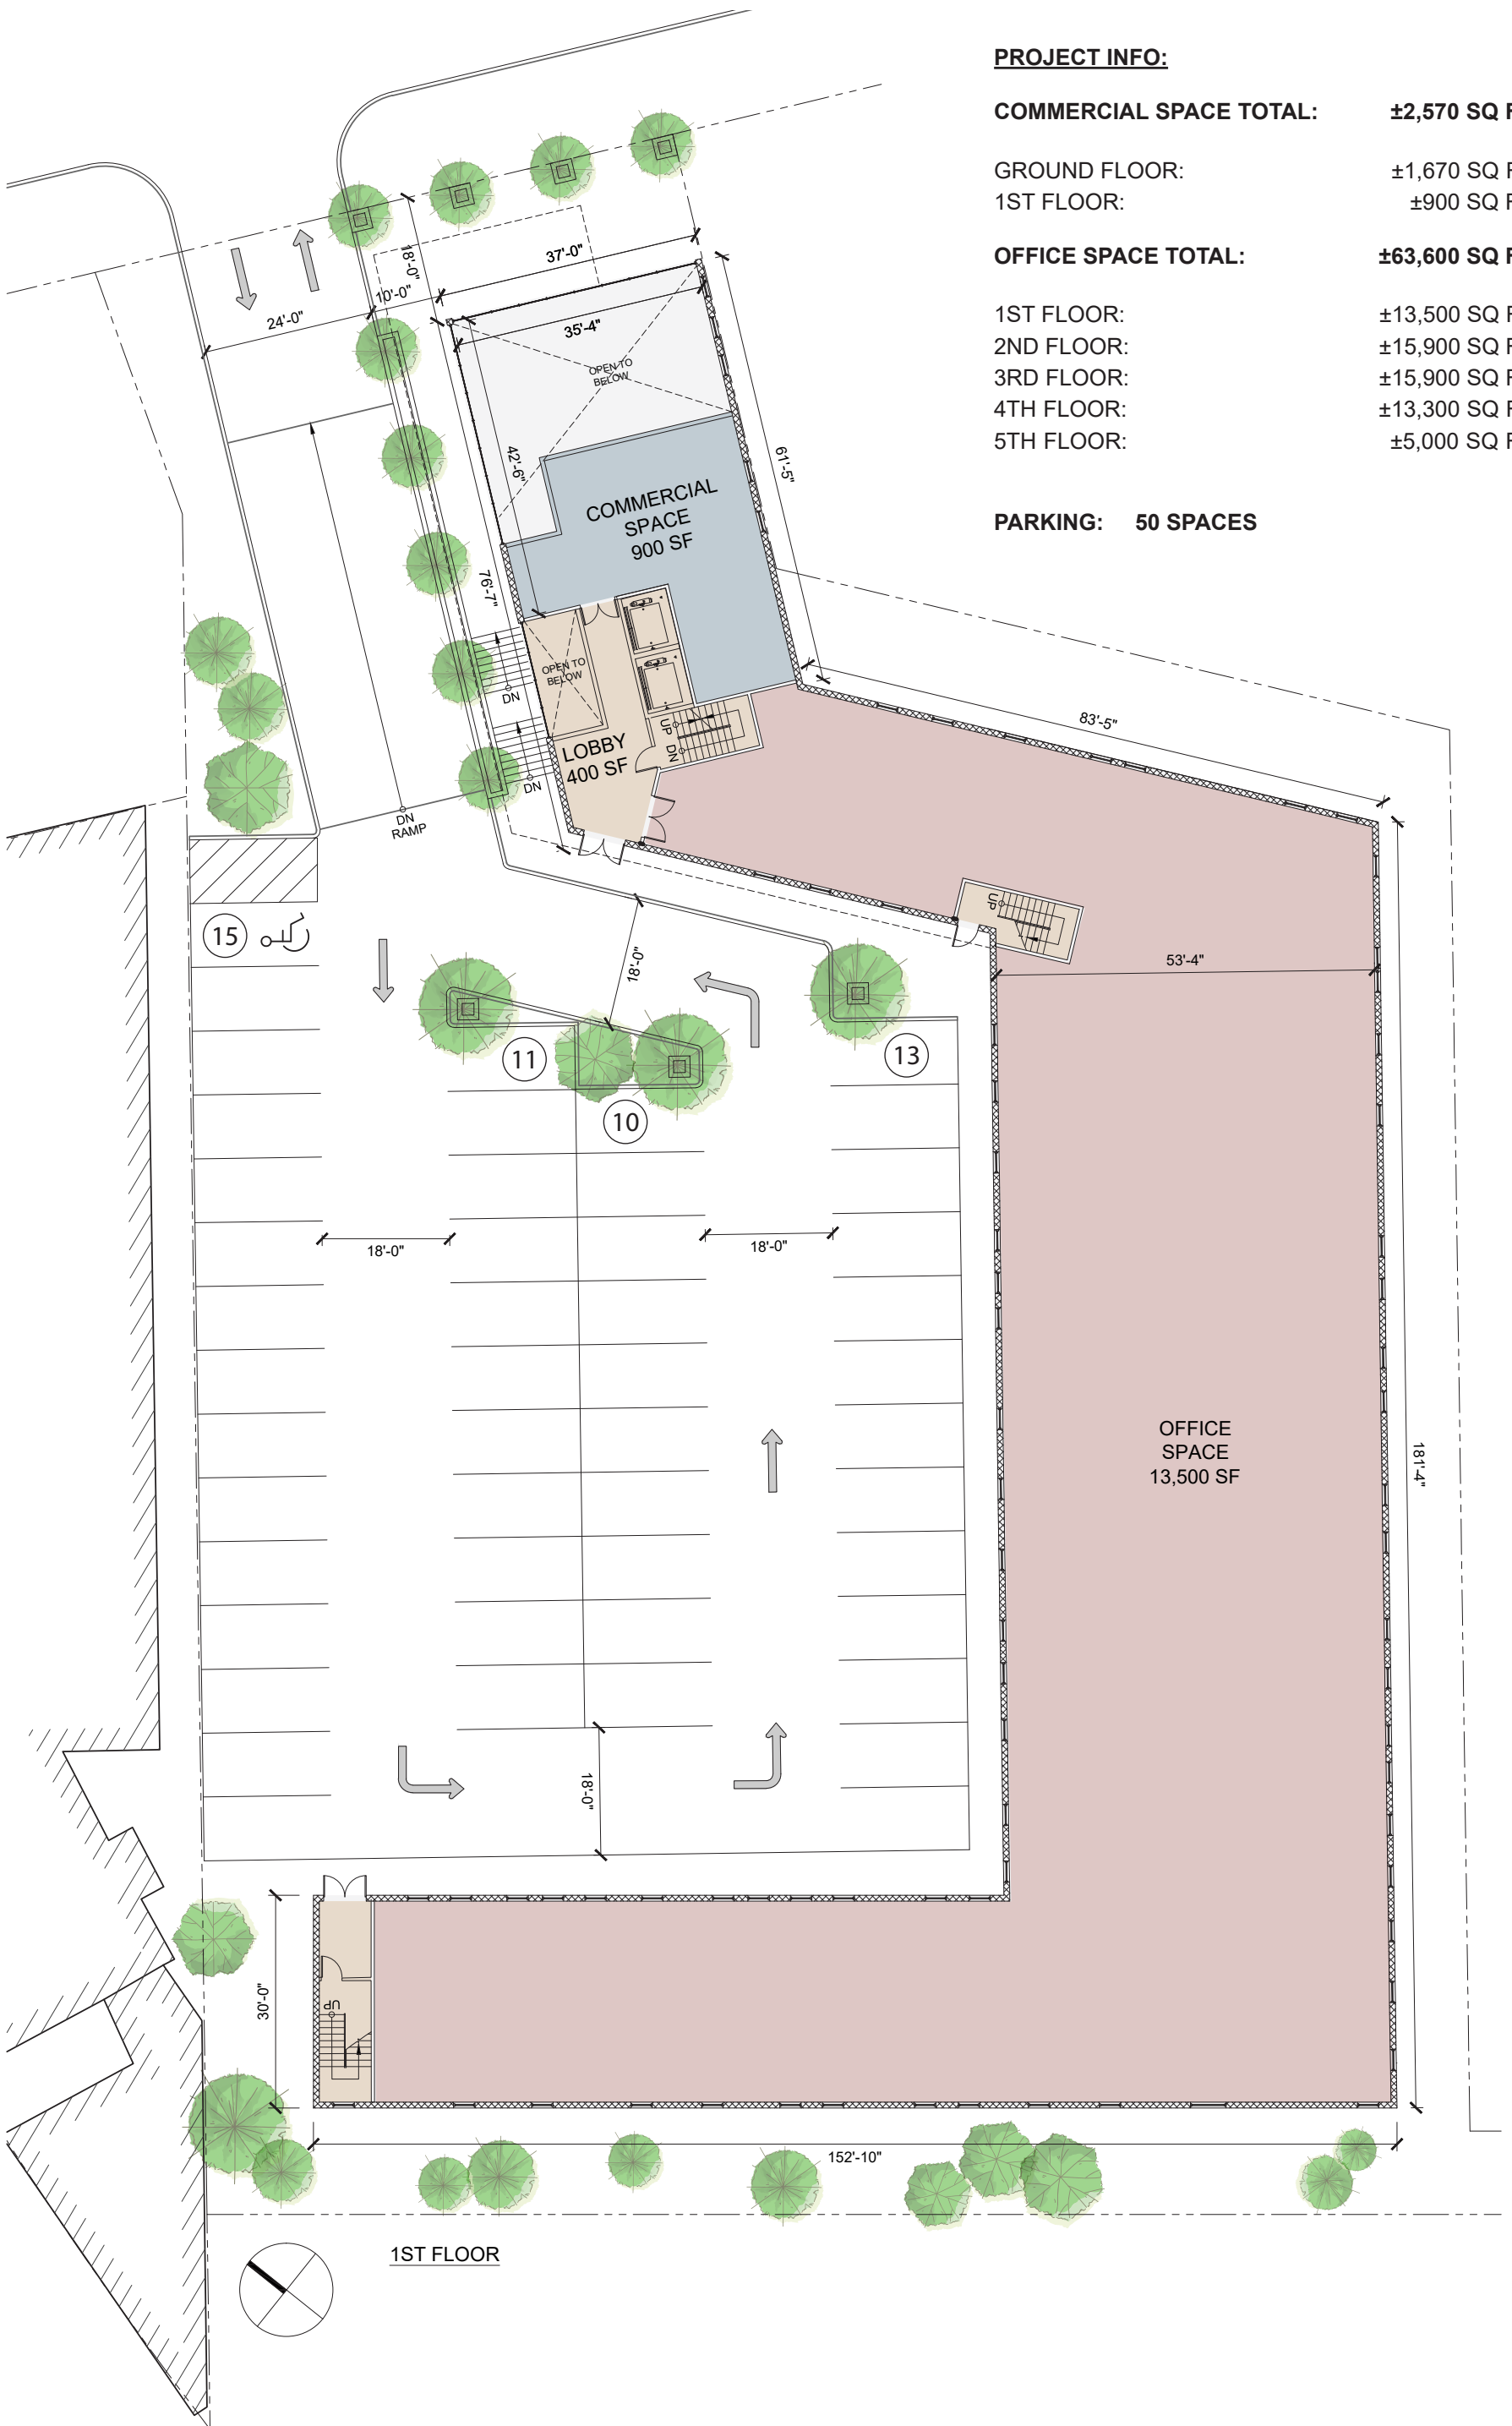 PROJECT INFO:
COMMERCIAL SPACE TOTAL: ±2,570 SQ F
GROUND FLOOR: ±1,670 SQ F
1ST FLOOR: ±900 SQ F
OFFICE SPACE TOTAL: ±63,600 SQ F
1ST FLOOR: ±13,500 SQ F
2ND FLOOR: ±15,900 SQ F
3RD FLOOR: ±15,900 SQ F
4TH FLOOR: ±13,300 SQ F
5TH FLOOR: ±5,000 SQ F
PARKING: 50 SPACES
18'-0"
37'-0"
10'-0"
24'-0"
35'-4"
OPEN TO
BELOW
42'-6"
61'-5"
COMMERCIAL
SPACE
900 SF
76'-7"
OPEN TO
BELOW
DN
UP
DN
LOBBY
400 SF
DN
83'-5"
DN
RAMP
UP
15
18'-0"
53'-4"
11
13
10
18'-0"
18'-0"
OFFICE
SPACE
13,500 SF
181'-4"
18'-0"
30'-0"
UP
152'-10"
1ST FLOOR